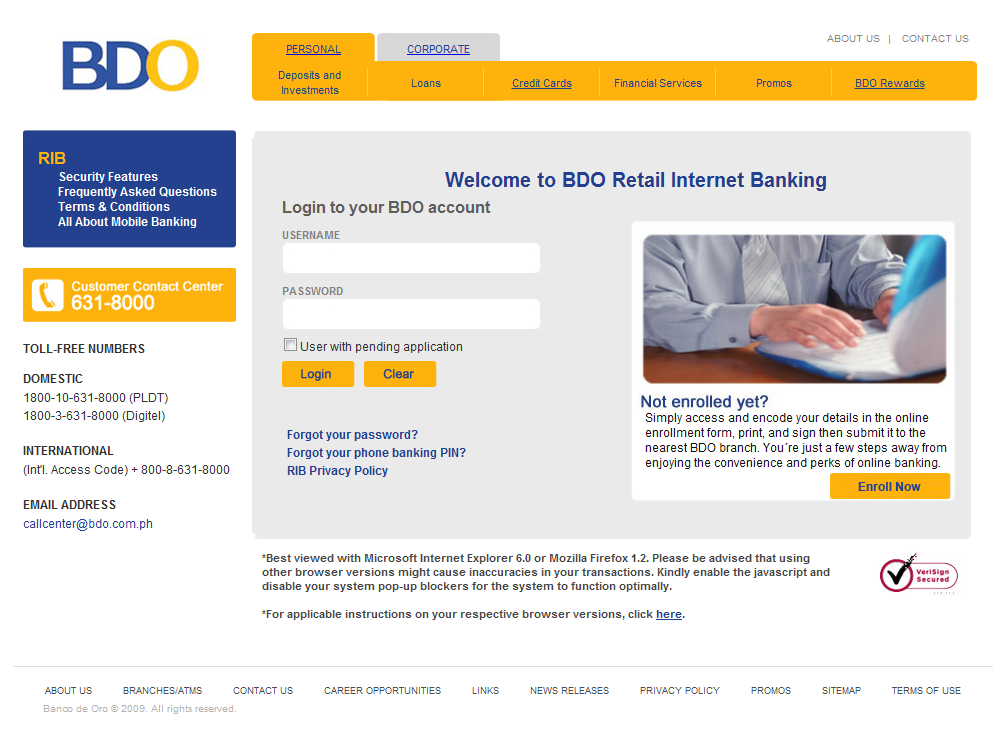 BDO
PERSONAL
CORPORATE
ABOUT US | CONTACT US
Deposits and
Investments
Loans
Credit Cards
Financial Services
Promos
BDO Rewards
RIB
Security Features
Frequently Asked Questions
Terms & Conditions
All About Mobile Banking
Customer Contact Center
631-8000
TOLL-FREE NUMBERS
DOMESTIC
1800-10-631-8000 (PLDT)
1800-3-631-8000 (Digitel)
INTERNATIONAL
(Int'l. Access Code) + 800-8-631-8000
EMAIL ADDRESS
callcenter@bdo.com.ph
Welcome to BDO Retail Internet Banking
Login to your BDO account
USERNAME
PASSWORD
User with pending application
Login
Clear
Forgot your password?
Forgot your phone banking PIN?
RIB Privacy Policy
Not enrolled yet?
Simply access and encode your details in the online
enrollment form, print, and sign then submit it to the
nearest BDO branch. You´re just a few steps away from
enjoying the convenience and perks of online banking.
Enroll Now
*Best viewed with Microsoft Internet Explorer 6.0 or Mozilla Firefox 1.2. Please be advised that using
other browser versions might cause inaccuracies in your transactions. Kindly enable the javascript and
disable your system pop-up blockers for the system to function optimally.
*For applicable instructions on your respective browser versions, click here.
VeriSign
Secured
ABOUT US
BRANCHES/ATMS
CONTACT US
CAREER OPPORTUNITIES
LINKS
NEWS RELEASES
PRIVACY POLICY
PROMOS
SITEMAP
TERMS OF USE
Banco de Oro © 2009. All rights reserved.